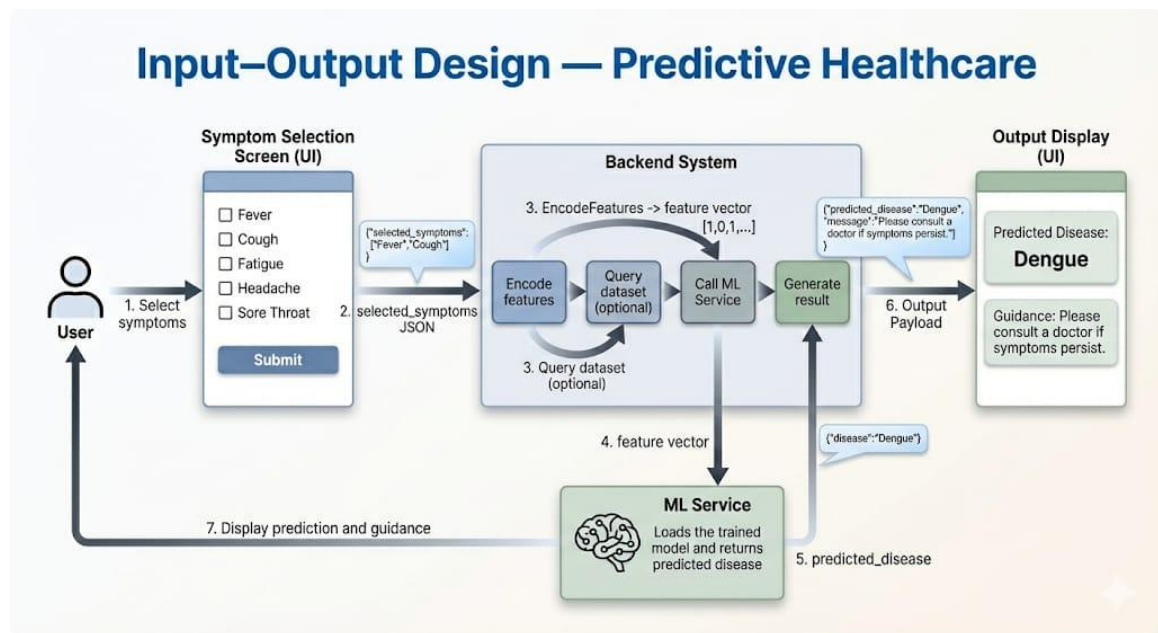 Input–Output Design — Predictive Healthcare
User
1. Select
symptoms
Symptom Selection
Screen (UI)
Fever
Cough
Fatigue
Headache
Sore Throat
Submit
{"selected_symptoms":
["Fever","Cough"]
}
2. selected_symptoms
JSON
Backend System
3. EncodeFeatures -> feature vector
[1,0,1,...]
Encode
features
Query
dataset
(optional)
Call ML
Service
Generate
result
3. Query dataset
(optional)
{"predicted_disease":"Dengue",
"message":"Please consult a
doctor if symptoms persist."]
}
6. Output
Payload
Output Display
(UI)
Predicted Disease:
Dengue
Guidance: Please
consult a doctor if
symptoms persist.
4. feature vector
{"disease":"Dengue"}
ML Service
Loads the trained
model and returns
predicted disease
5. predicted_disease
7. Display prediction and guidance